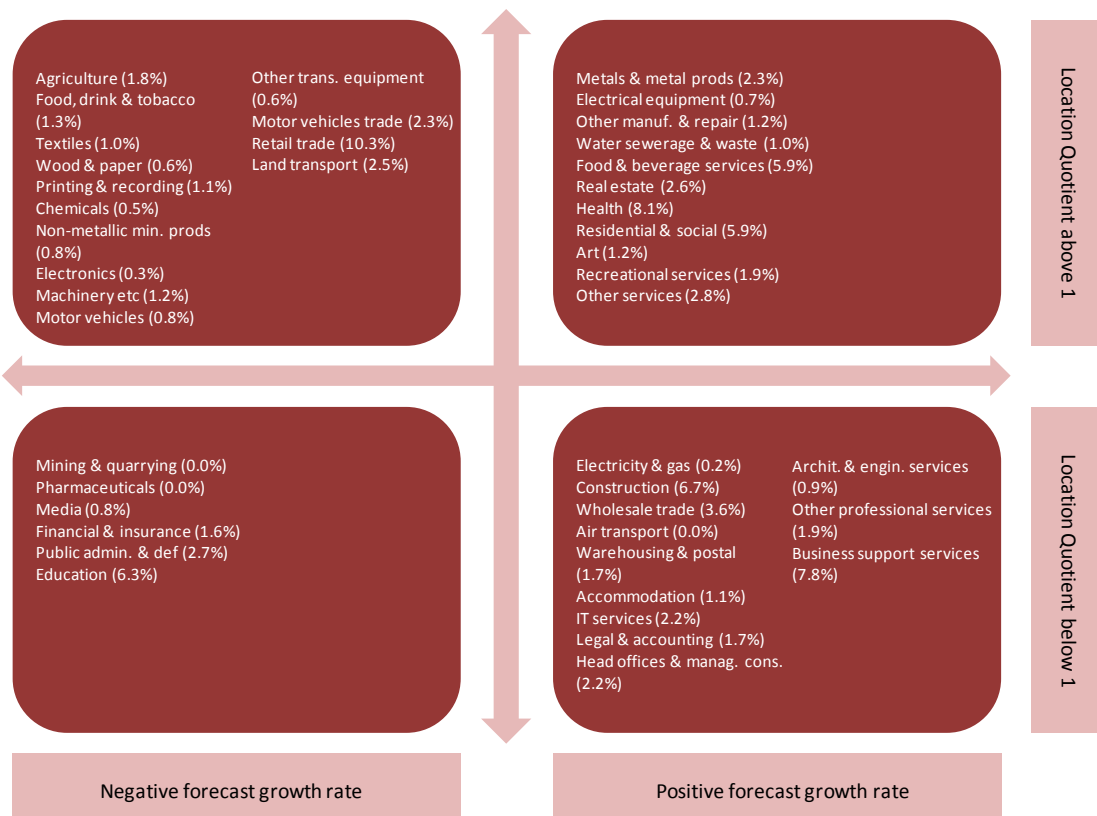 Agriculture (1.8%)
Food, drink & tobacco
(1.3%)
Textiles (1.0%)
Wood & paper (0.6%)
Printing & recording (1.1%)
Chemicals (0.5%)
Non-metallic min. prods
(0.8%)
Electronics (0.3%)
Machinery etc (1.2%)
Motor vehicles (0.8%)
Other trans. equipment
(0.6%)
Motor vehicles trade (2.3%)
Retail trade (10.3%)
Land transport (2.5%)
Metals & metal prods (2.3%)
Electrical equipment (0.7%)
Other manuf. & repair (1.2%)
Water sewerage & waste (1.0%)
Food & beverage services (5.9%)
Real estate (2.6%)
Health (8.1%)
Residential & social (5.9%)
Art (1.2%)
Recreational services (1.9%)
Other services (2.8%)
Location Quotient above 1
Mining & quarrying (0.0%)
Pharmaceuticals (0.0%)
Media (0.8%)
Financial & insurance (1.6%)
Public admin. & def (2.7%)
Education (6.3%)
Electricity & gas (0.2%)
Construction (6.7%)
Wholesale trade (3.6%)
Air transport (0.0%)
Warehousing & postal
(1.7%)
Accommodation (1.1%)
IT services (2.2%)
Legal & accounting (1.7%)
Head offices & manag. cons.
(2.2%)
Archit. & engin. services
(0.9%)
Other professional services
(1.9%)
Business support services
(7.8%)
Location Quotient below 1
Negative forecast growth rate
Positive forecast growth rate